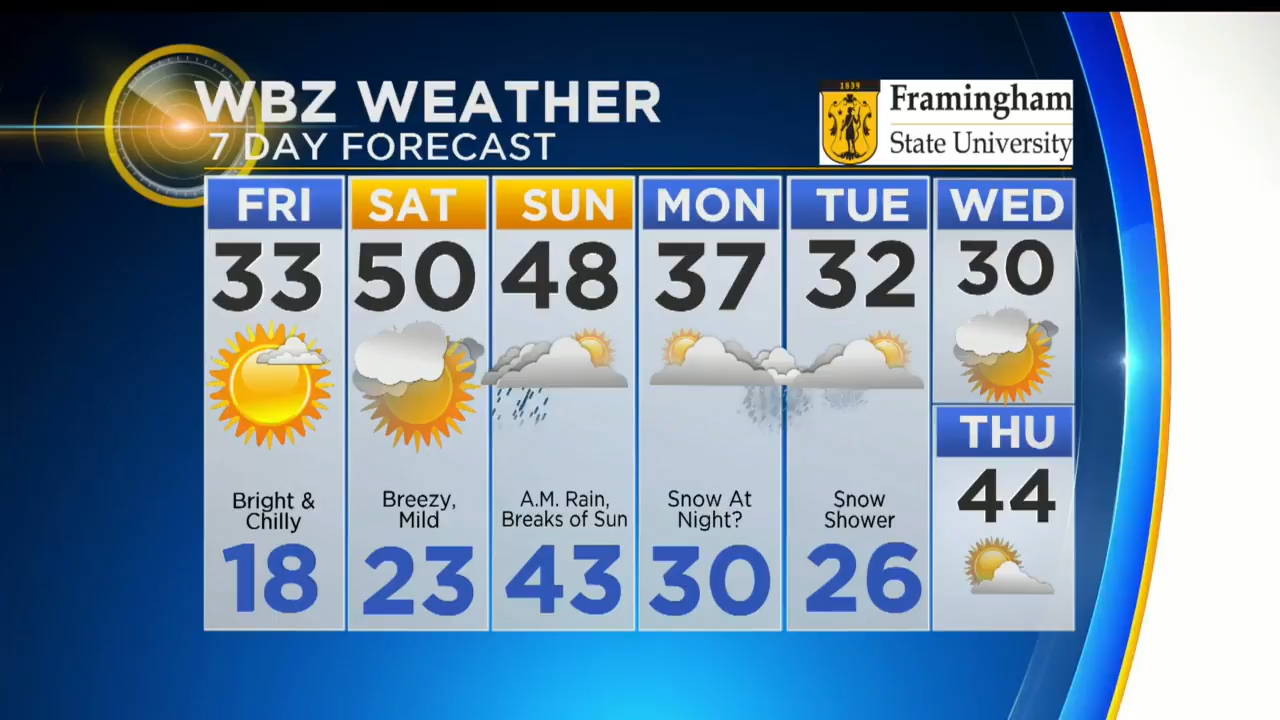 WBZ WEATHER
7 DAY FORECAST
1839
Framingham
State University
FRI
33
Bright &
Chilly
18
SAT
50
Breezy,
Mild
23
SUN
48
A.M. Rain,
Breaks of Sun
43
MON
37
Snow At
Night?
30
TUE
32
Snow
Shower
26
WED
30
THU
44